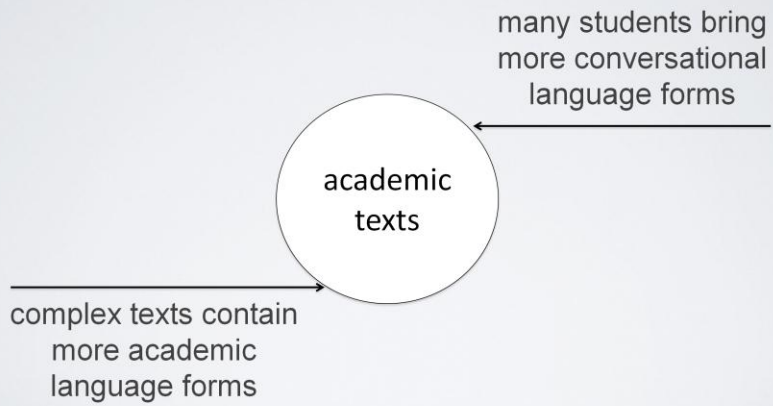 many students bring
more conversational
language forms
academic
texts
complex texts contain
more academic
language forms